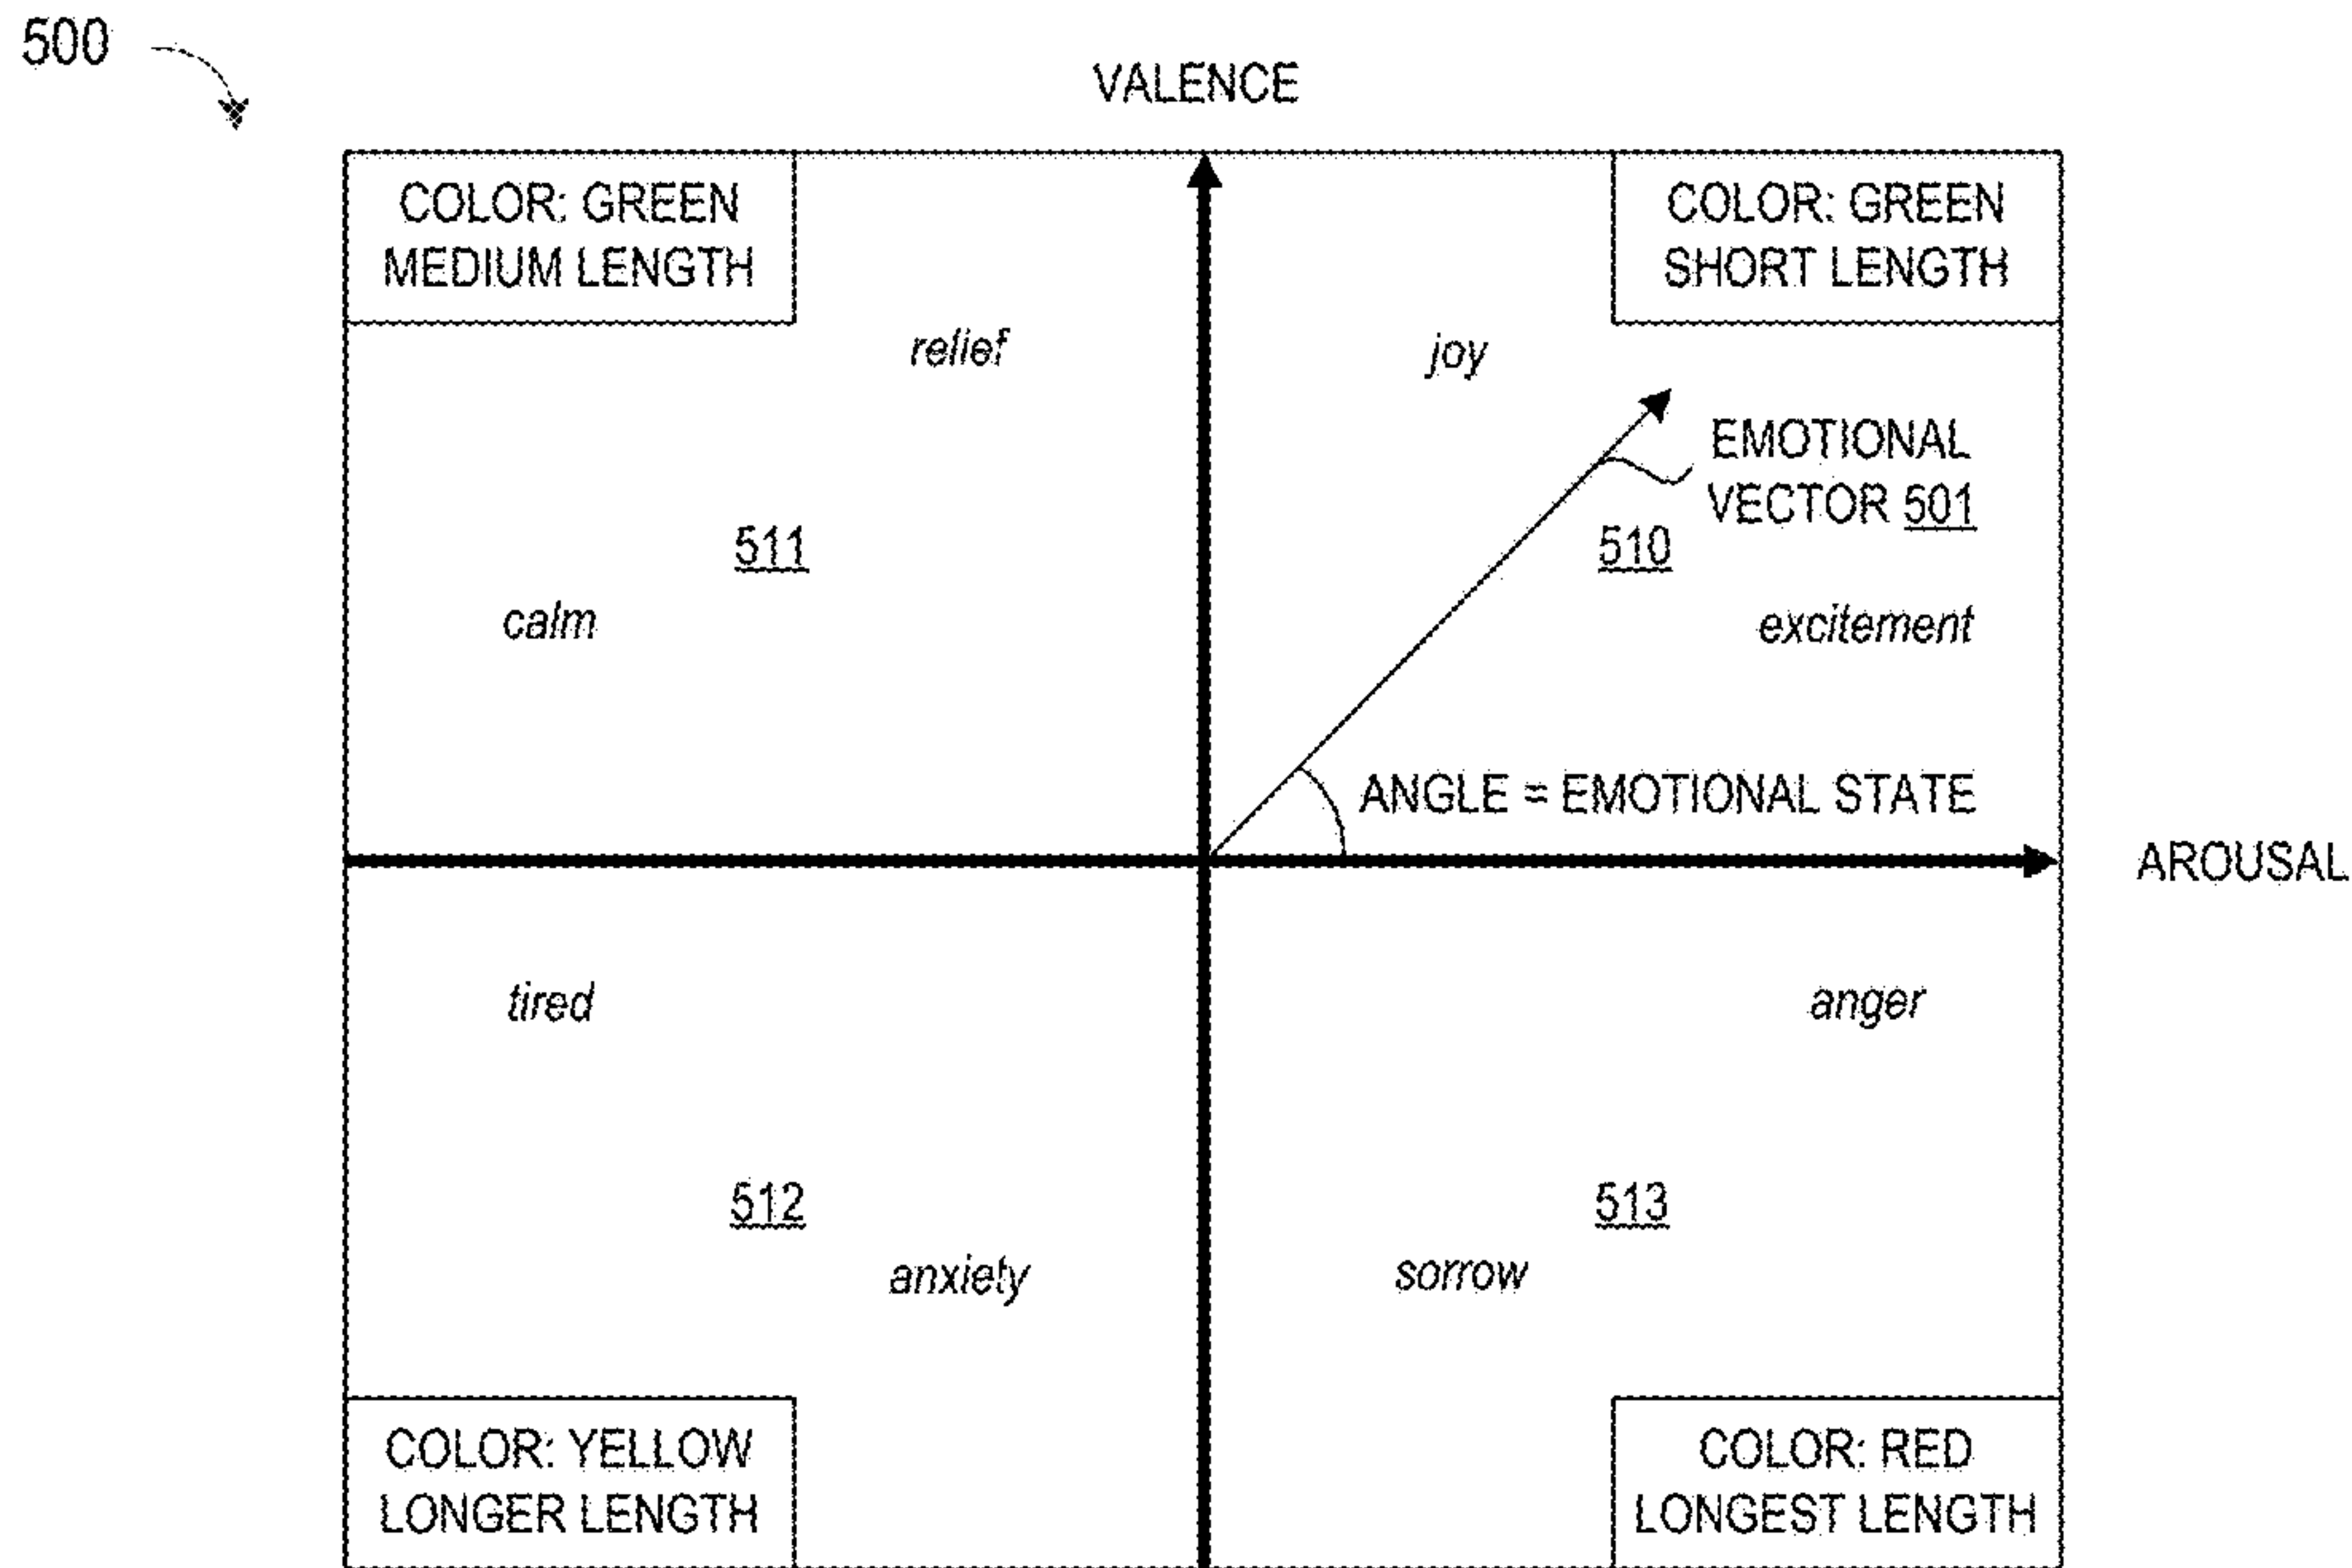 500
VALENCE
COLOR: GREEN
MEDIUM LENGTH
COLOR: GREEN
SHORT LENGTH
relief
joy
EMOTIONAL
VECTOR 501
511
510
calm
excitement
ANGLE = EMOTIONAL STATE
AROUSAL
tired
anger
512
513
anxiety
sorrow
COLOR: YELLOW
LONGER LENGTH
COLOR: RED
LONGEST LENGTH